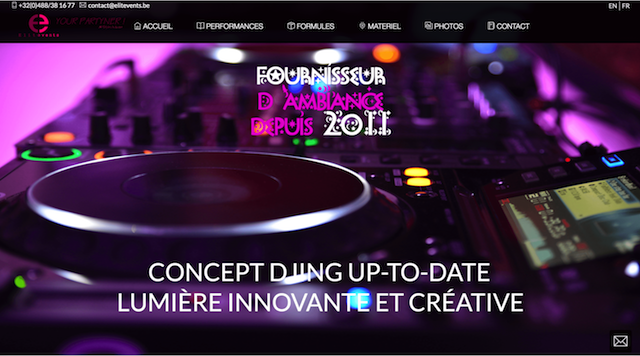 +32(0)488/38 16 77 contact@elitevents.be
EN | FR
e
ACCUEIL PERFORMANCES FORMULES MATERIEL PHOTOS CONTACT
FOURNISSEUR
D'AMBIANCE
DEPUIS 2011
CONCEPT DJING UP-TO-DATE
LUMIÈRE INNOVANTE ET CRÉATIVE